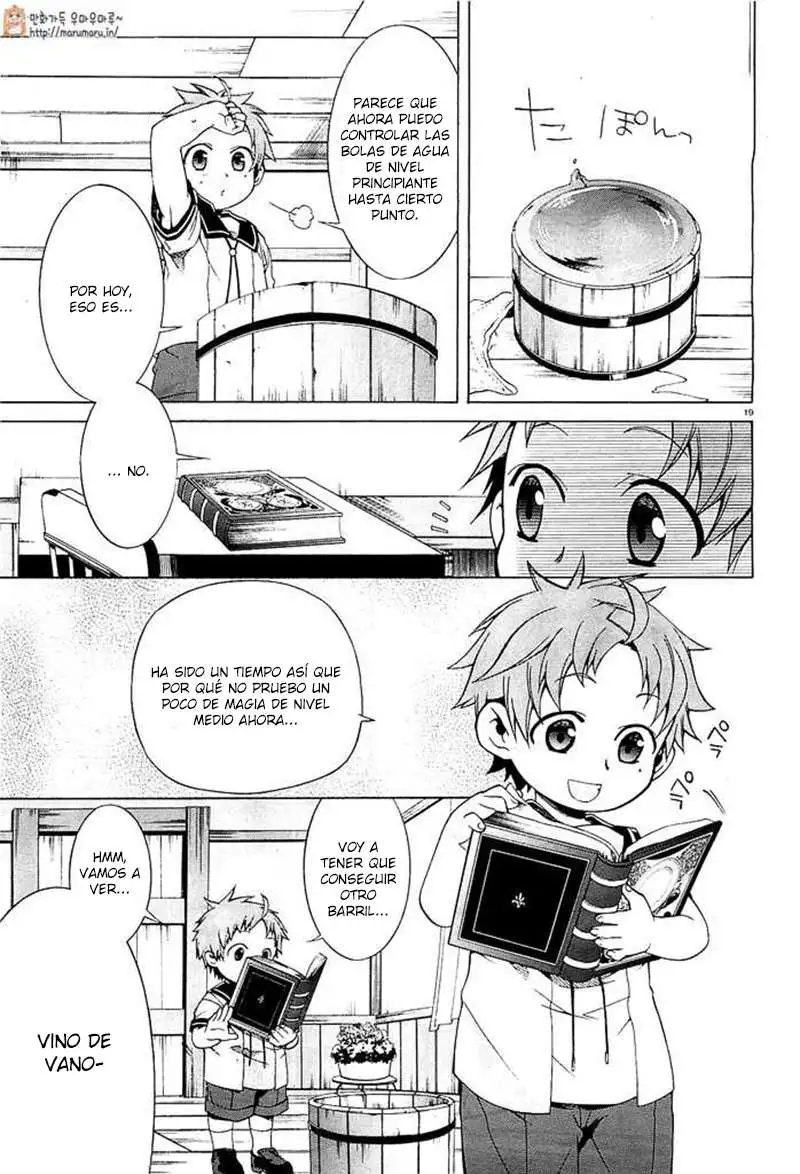 만화가득 우마우마루~
http://marumaru.in/
たぽんっ
PARECE QUE
AHORA PUEDO
CONTROLAR LAS
BOLAS DE AGUA
DE NIVEL
PRINCIPIANTE
HASTA CIERTO
PUNTO.
POR HOY,
ESO ES...
19
... NO.
HA SIDO UN TIEMPO ASÍ QUE
POR QUÉ NO PRUEBO UN
POCO DE MAGIA DE NIVEL
MEDIO AHORA...
VOY A
TENER QUE
CONSEGUIR
OTRO
BARRIL...
HMM,
VAMOS A
VER...
VINO DE
VANO-